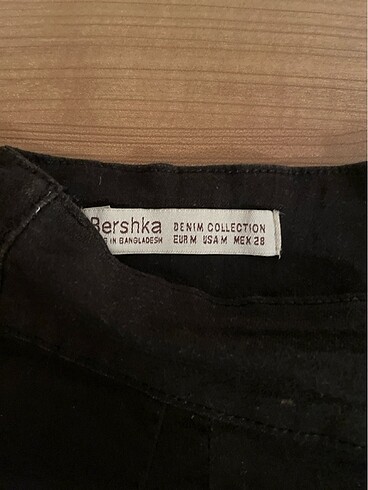 Bershka DENIM COLLECTION
IN BANGLADESH EUR M USA M MEX 28